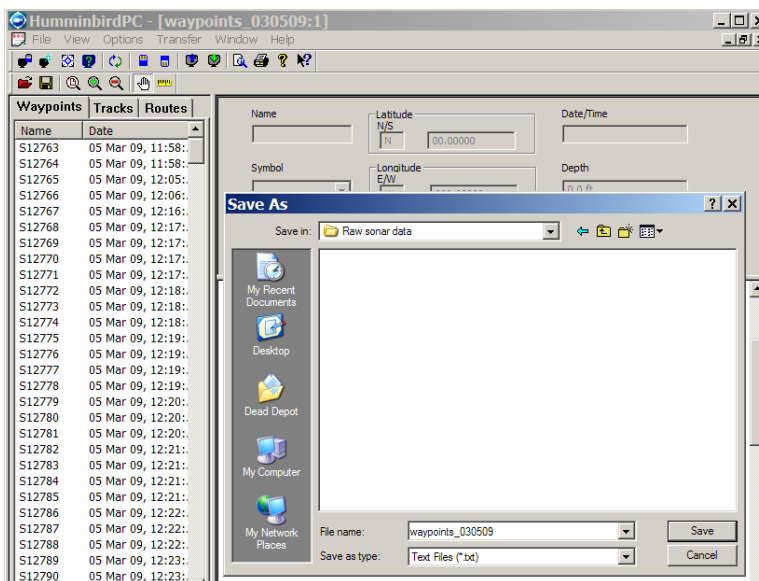 HumminbirdPC - [waypoints_030509:1]
File View Options Transfer Window Help
Waypoints Tracks Routes
Name Date
S12763 05 Mar 09, 11:58:
S12764 05 Mar 09, 11:58:
S12765 05 Mar 09, 12:05:
S12766 05 Mar 09, 12:06:
S12767 05 Mar 09, 12:16:
S12768 05 Mar 09, 12:17:
S12769 05 Mar 09, 12:17:
S12770 05 Mar 09, 12:17:
S12771 05 Mar 09, 12:17:
S12772 05 Mar 09, 12:18:
S12773 05 Mar 09, 12:18:
S12774 05 Mar 09, 12:18:
S12775 05 Mar 09, 12:19:
S12776 05 Mar 09, 12:19:
S12777 05 Mar 09, 12:19:
S12778 05 Mar 09, 12:19:
S12779 05 Mar 09, 12:20:
S12780 05 Mar 09, 12:20:
S12781 05 Mar 09, 12:20:
S12782 05 Mar 09, 12:21:
S12783 05 Mar 09, 12:21:
S12784 05 Mar 09, 12:21:
S12785 05 Mar 09, 12:21:
S12786 05 Mar 09, 12:22:
S12787 05 Mar 09, 12:22:
S12788 05 Mar 09, 12:22:
S12789 05 Mar 09, 12:23:
S12790 05 Mar 09, 12:23:
Name Latitude Date/Time
N/S
N 00.00000
Symbol Longitude Depth
E/W
0.0 ft
Save As
Save in: Raw sonar data
My Recent
Documents
Desktop
Dead Depot
My Computer
My Network
Places
File name: waypoints_030509 Save
Save as type: Text Files (*.txt) Cancel